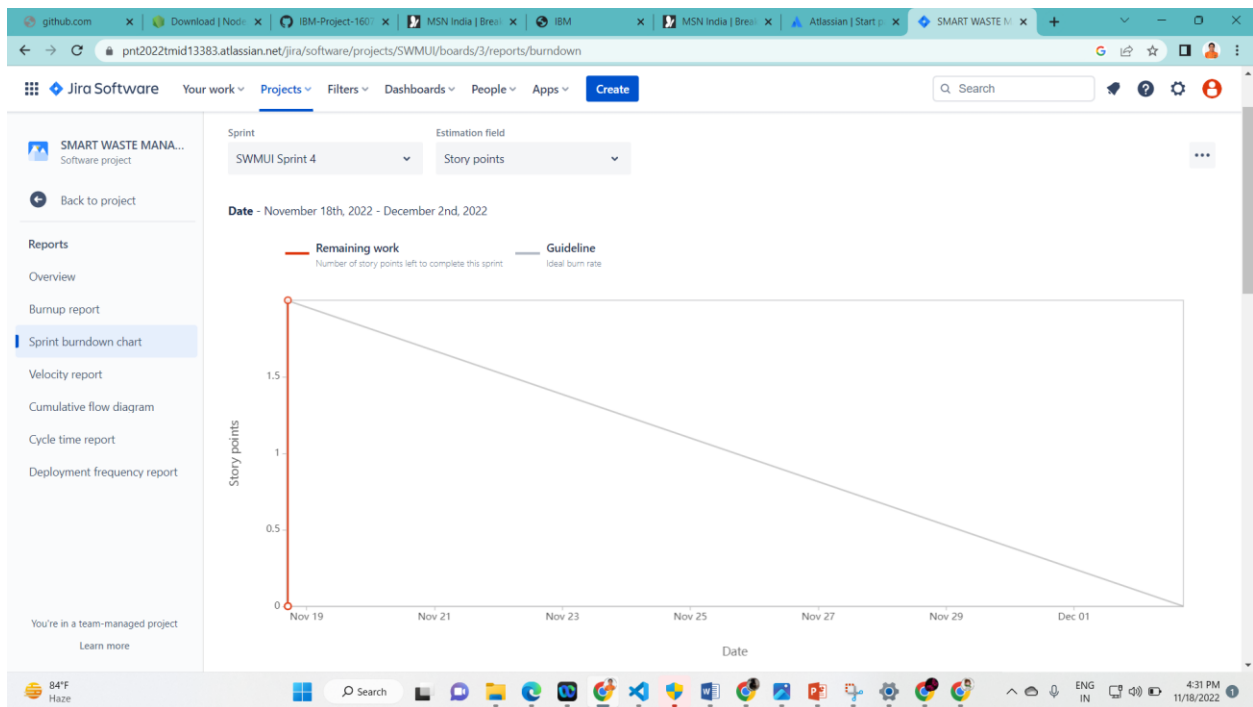 github.com
Download | Node
IBM-Project-1607
MSN India | Break
IBM
MSN India | Break
Atlassian | Start p
SMART WASTE M
pnt2022tmid13383.atlassian.net/jira/software/projects/SWMUI/boards/3/reports/burndown
Jira Software
Your work
Projects
Filters
Dashboards
People
Apps
Create
Search
SMART WASTE MANA...
Software project
Back to project
Reports
Overview
Burnup report
Sprint burndown chart
Velocity report
Cumulative flow diagram
Cycle time report
Deployment frequency report
You're in a team-managed project
Learn more
Sprint
SWMUI Sprint 4
Estimation field
Story points
Date - November 18th, 2022 - December 2nd, 2022
Remaining work
Number of story points left to complete this sprint
Guideline
Ideal burn rate
Story points
1.5
1
0.5
0
Nov 19
Nov 21
Nov 23
Nov 25
Nov 27
Nov 29
Dec 01
Date
84°F
Haze
Search
ENG
IN
4:31 PM
11/18/2022
1